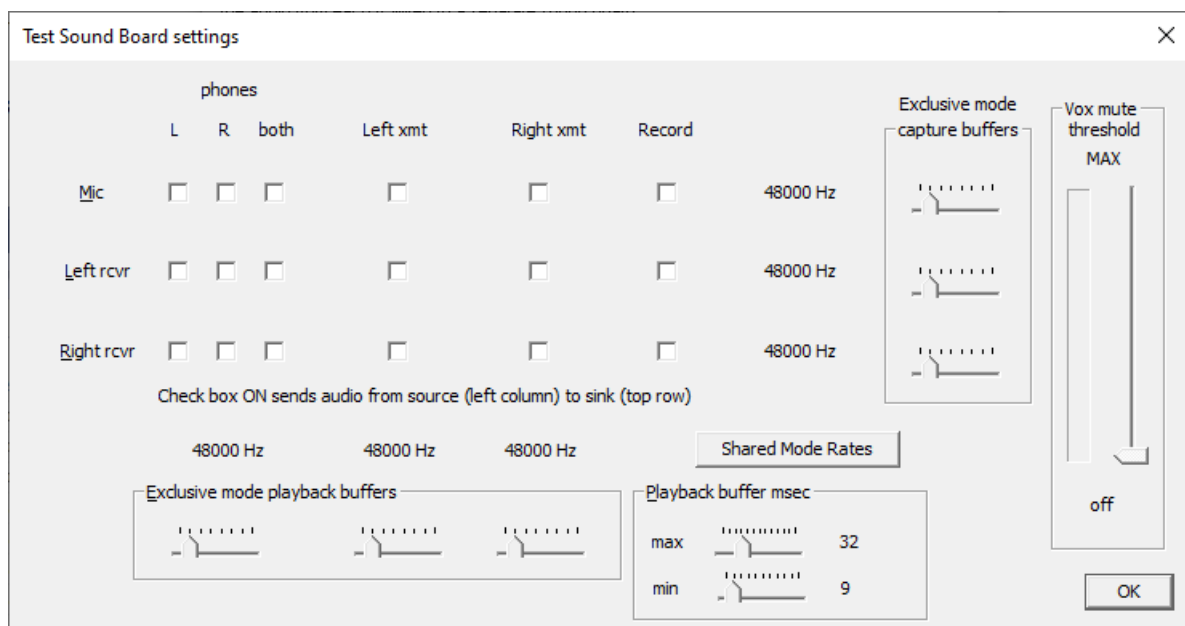 Test Sound Board settings
phones
L R both Left xmt Right xmt Record
Exclusive mode
capture buffers
Vox mute
threshold
MAX
Mic 48000 Hz
Left rcvr 48000 Hz
Right rcvr 48000 Hz
Check box ON sends audio from source (left column) to sink (top row)
48000 Hz 48000 Hz 48000 Hz
Shared Mode Rates
off
Exclusive mode playback buffers
Playback buffer msec
max 32
min 9
OK